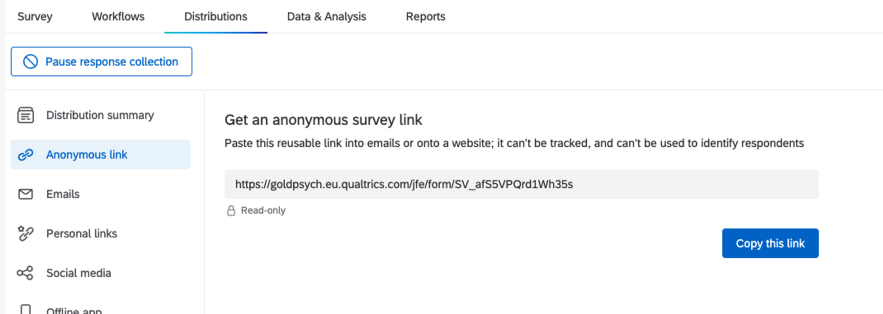 Survey Workflows Distributions Data & Analysis Reports
Pause response collection
Distribution summary
Anonymous link
Emails
Personal links
Social media
Offline app
Get an anonymous survey link
Paste this reusable link into emails or onto a website; it can't be tracked, and can't be used to identify respondents
https://goldpsych.eu.qualtrics.com/jfe/form/SV_afS5VPQrd1Wh35s
Read-only
Copy this link